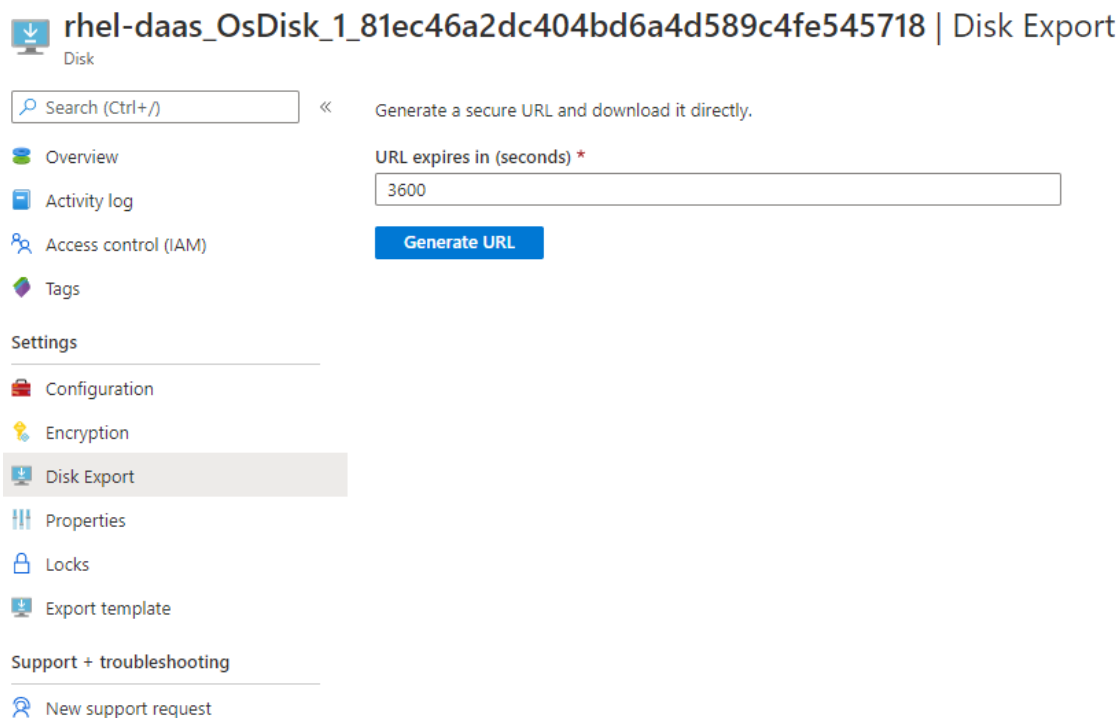 rhel-daas_OsDisk_1_81ec46a2dc404bd6a4d589c4fe545718 | Disk Export
Disk
Search (Ctrl+/)
«
Overview
Activity log
Access control (IAM)
Tags
Settings
Configuration
Encryption
Disk Export
Properties
Locks
Export template
Support + troubleshooting
New support request
Generate a secure URL and download it directly.
URL expires in (seconds) *
3600
Generate URL